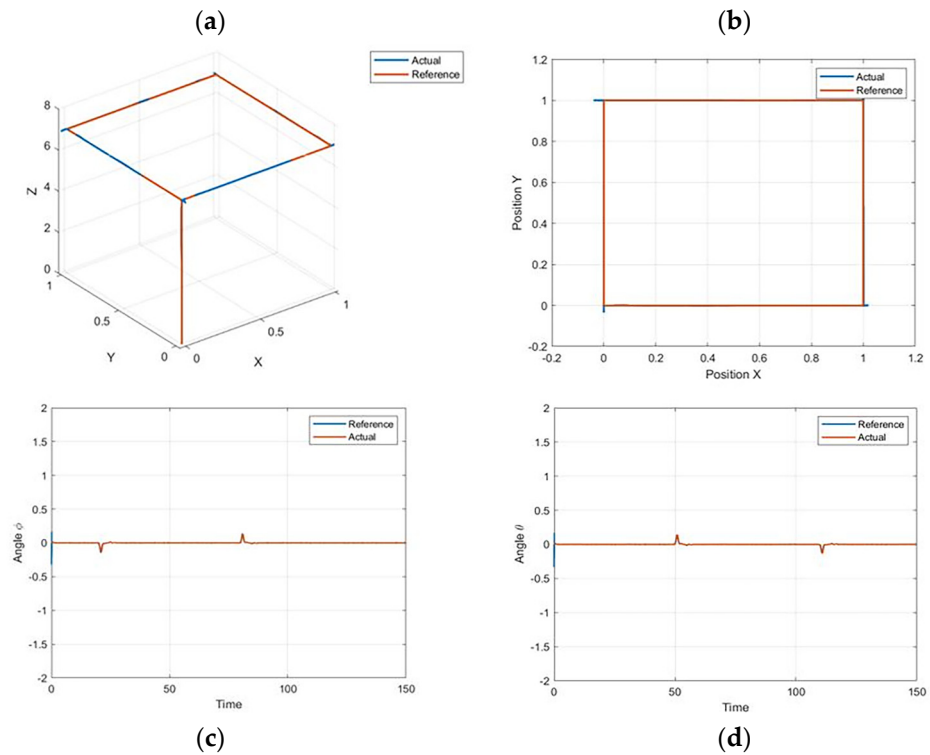 (a)
(b)
Actual
Reference
8
6
4
2
0
Z
1
0.5
0
Y
0
0.5
1
X
1.2
1
0.8
0.6
0.4
0.2
0
-0.2
Position Y
Actual
Reference
-0.2
0
0.2
0.4
0.6
0.8
1
1.2
Position X
2
1.5
1
0.5
0
-0.5
-1
-1.5
-2
Angle ϕ
Reference
Actual
0
50
100
150
Time
2
1.5
1
0.5
0
-0.5
-1
-1.5
-2
Angle θ
Reference
Actual
0
50
100
150
Time
(c)
(d)